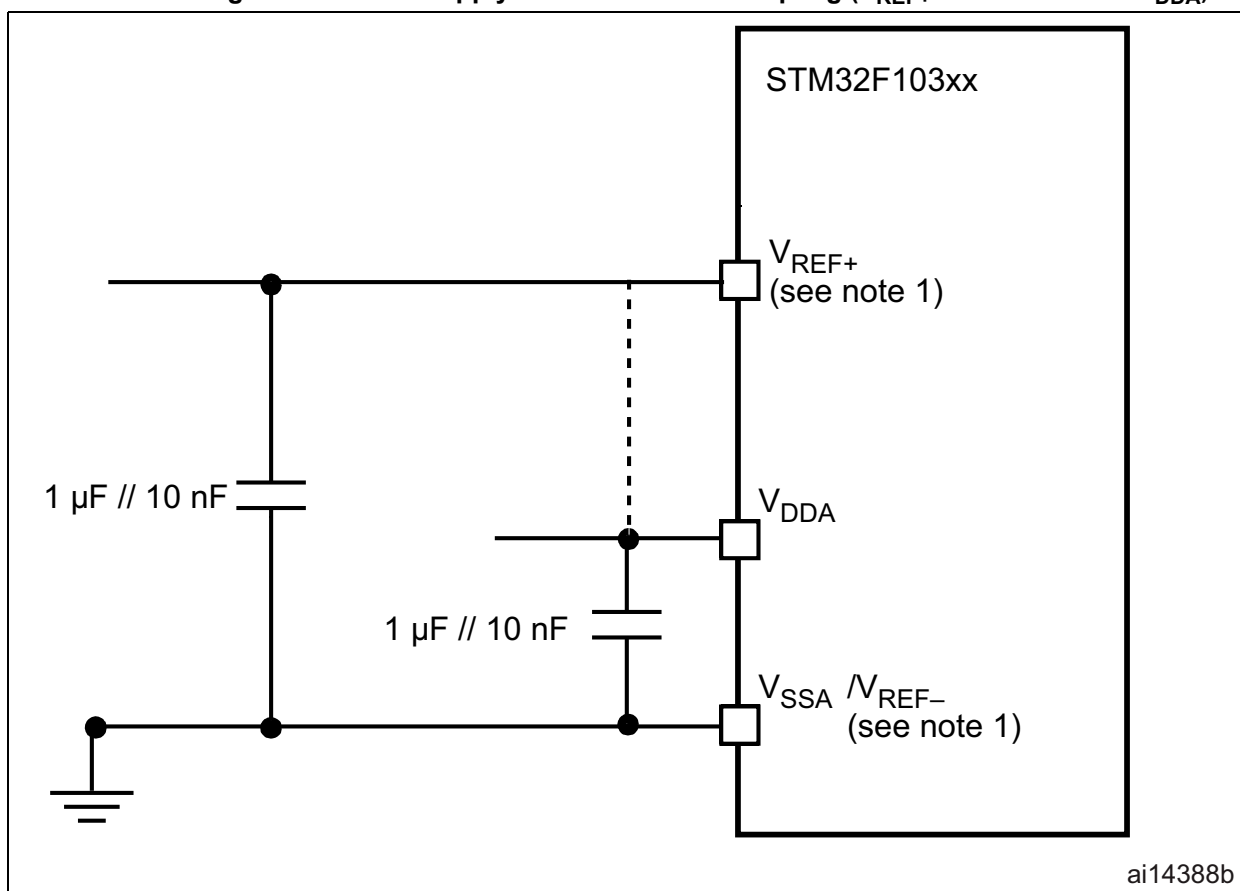 STM32F103xx
VREF+
(see note 1)
1 µF // 10 nF
VDDA
1 µF // 10 nF
VSSA /VREF–
(see note 1)
ai14388b